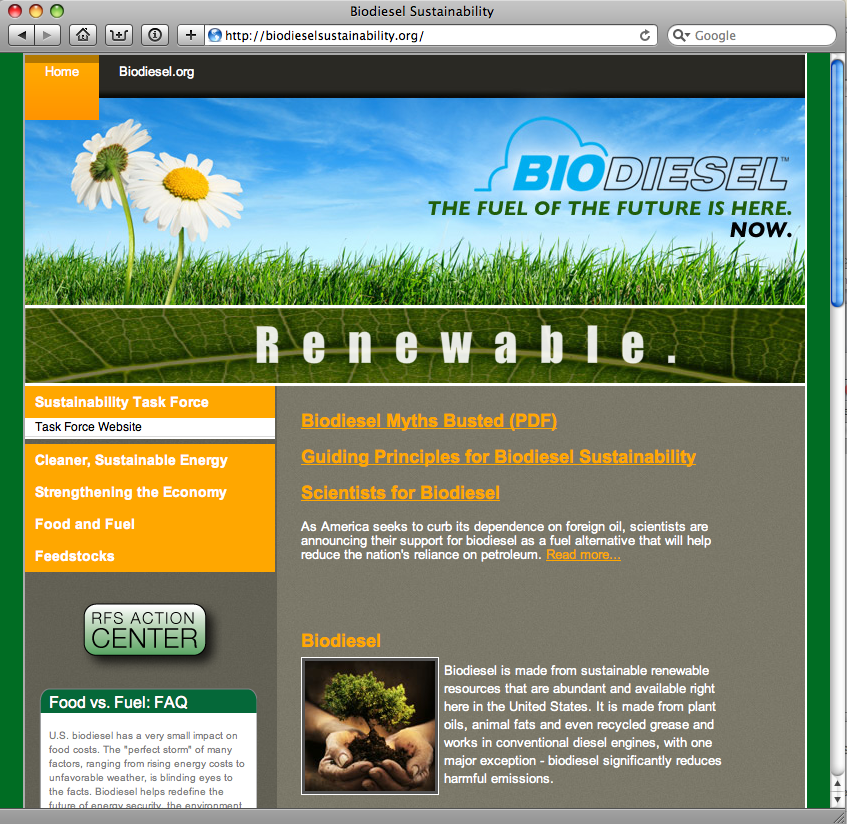 Biodiesel Sustainability
http://biodieselsustainability.org/
Google
Home
Biodiesel.org
BIODIESEL™
THE FUEL OF THE FUTURE IS HERE.
NOW.
Renewable.
Sustainability Task Force
Task Force Website
Cleaner, Sustainable Energy
Strengthening the Economy
Food and Fuel
Feedstocks
RFS ACTION
CENTER
Food vs. Fuel: FAQ
U.S. biodiesel has a very small impact on
food costs. The "perfect storm" of many
factors, ranging from rising energy costs to
unfavorable weather, is blinding eyes to
the facts. Biodiesel helps redefine the
future of energy security, the environment
Biodiesel Myths Busted (PDF)
Guiding Principles for Biodiesel Sustainability
Scientists for Biodiesel
As America seeks to curb its dependence on foreign oil, scientists are
announcing their support for biodiesel as a fuel alternative that will help
reduce the nation's reliance on petroleum. Read more...
Biodiesel
Biodiesel is made from sustainable renewable
resources that are abundant and available right
here in the United States. It is made from plant
oils, animal fats and even recycled grease and
works in conventional diesel engines, with one
major exception - biodiesel significantly reduces
harmful emissions.